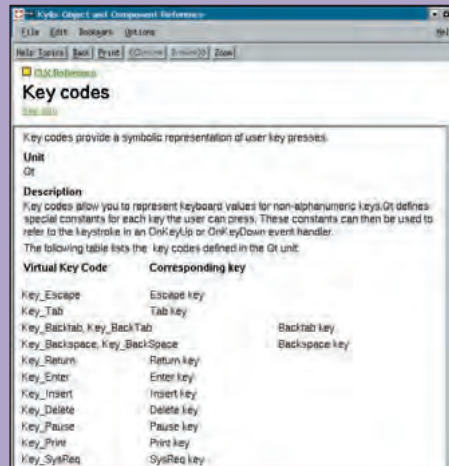 Kylix Object and Component Reference
File Edit Bookmark Options Hel
Help Topics Back Print Zoom
CLX Reference
Key codes
See also
Key codes provide a symbolic representation of user key presses.
Unit
Qt
Description
Key codes allow you to represent keyboard values for non-alphanumeric keys.Qt defines
special constants for each key the user can press. These constants can then be used to
refer to the keystroke in an OnKeyUp or OnKeyDown event handler.
The following table lists the key codes defined in the Qt unit:
Virtual Key Code Corresponding key
Key_Escape Escape key
Key_Tab Tab key
Key_Backtab, Key_BackTab Backtab key
Key_Backspace, Key_BackSpace Backspace key
Key_Return Return key
Key_Enter Enter key
Key_Insert Insert key
Key_Delete Delete key
Key_Pause Pause key
Key_Print Print key
Key_SysReq SysReq key